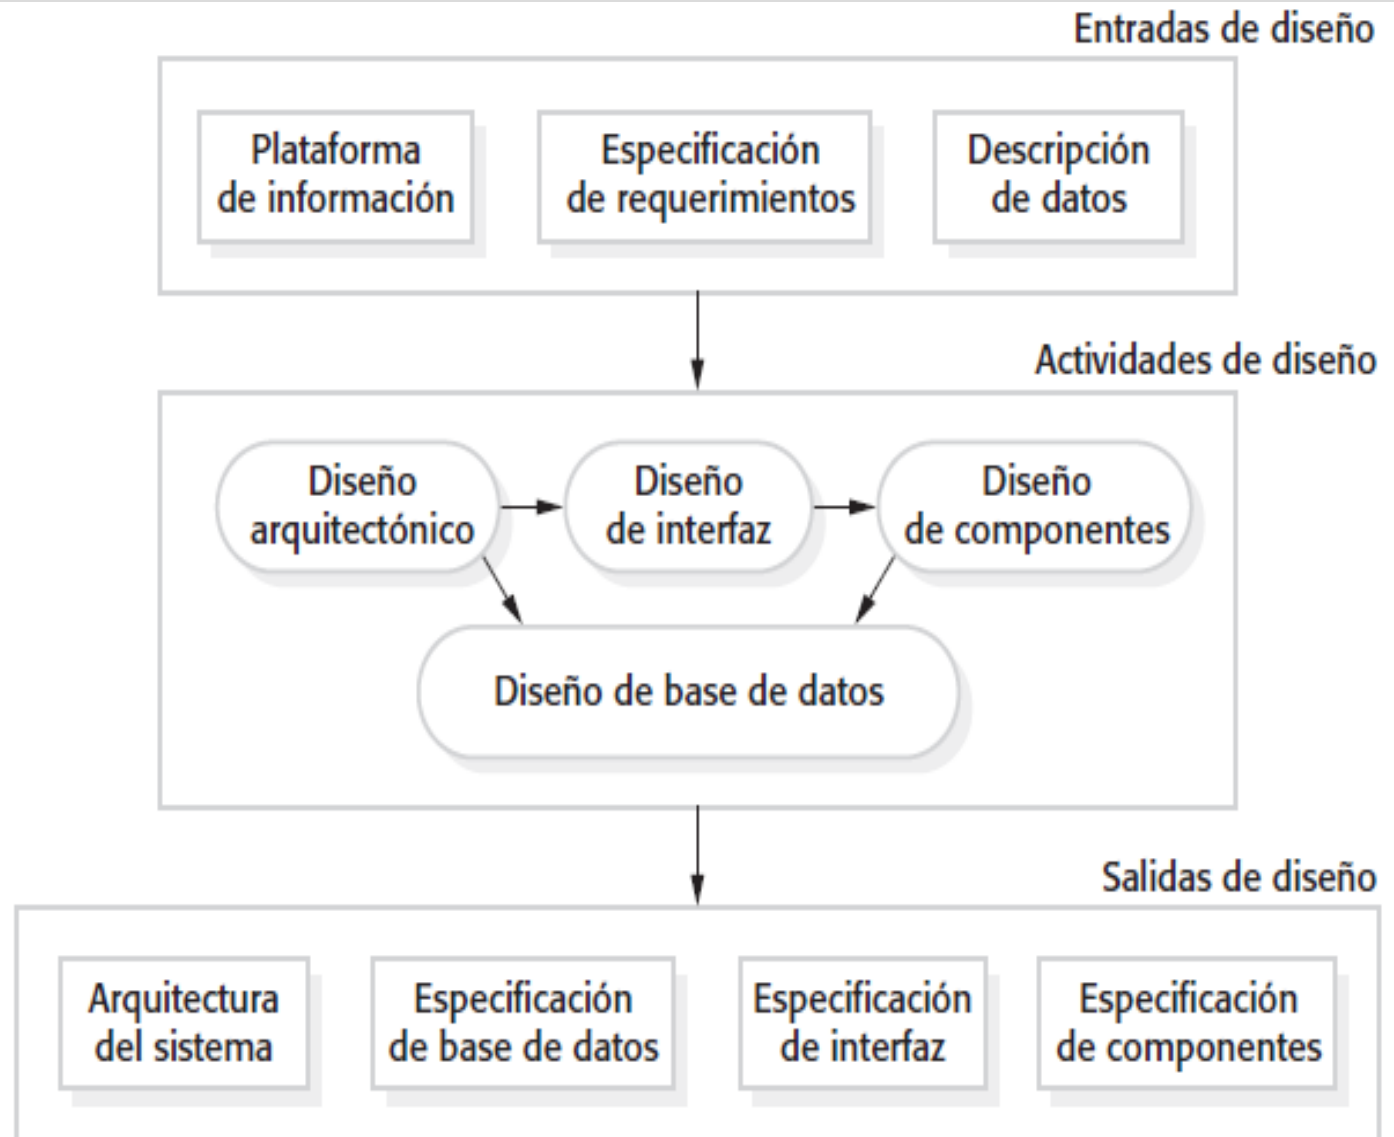 Entradas de diseño
Plataforma
de información
Especificación
de requerimientos
Descripción
de datos
Actividades de diseño
Diseño
arquitectónico
Diseño
de interfaz
Diseño
de componentes
Diseño de base de datos
Salidas de diseño
Arquitectura
del sistema
Especificación
de base de datos
Especificación
de interfaz
Especificación
de componentes